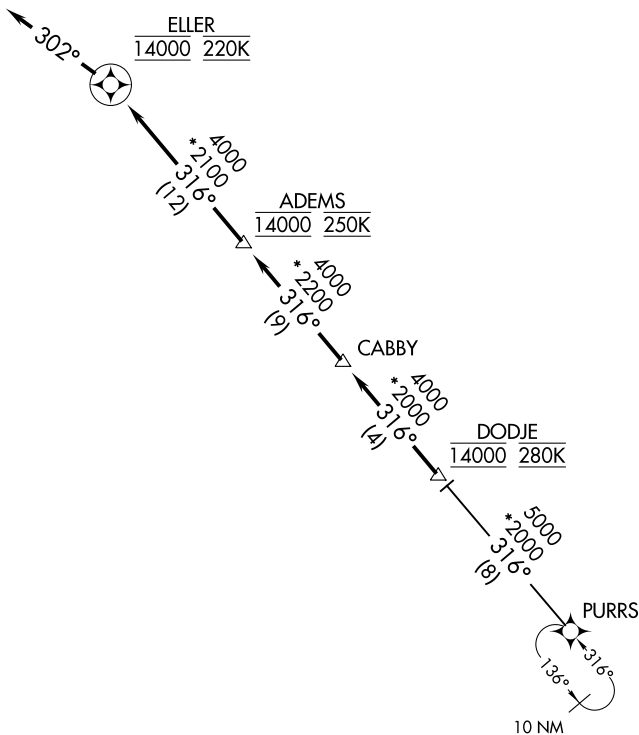 302°
ELLER
14000 220K
4000
*2100
316°
(12)
ADEMS
14000 250K
4000
*2200
316°
(9)
CABBY
4000
*2000
316°
(4)
DODJE
14000 280K
5000
*2000
316°
(8)
PURRS
316°
136°
10 NM